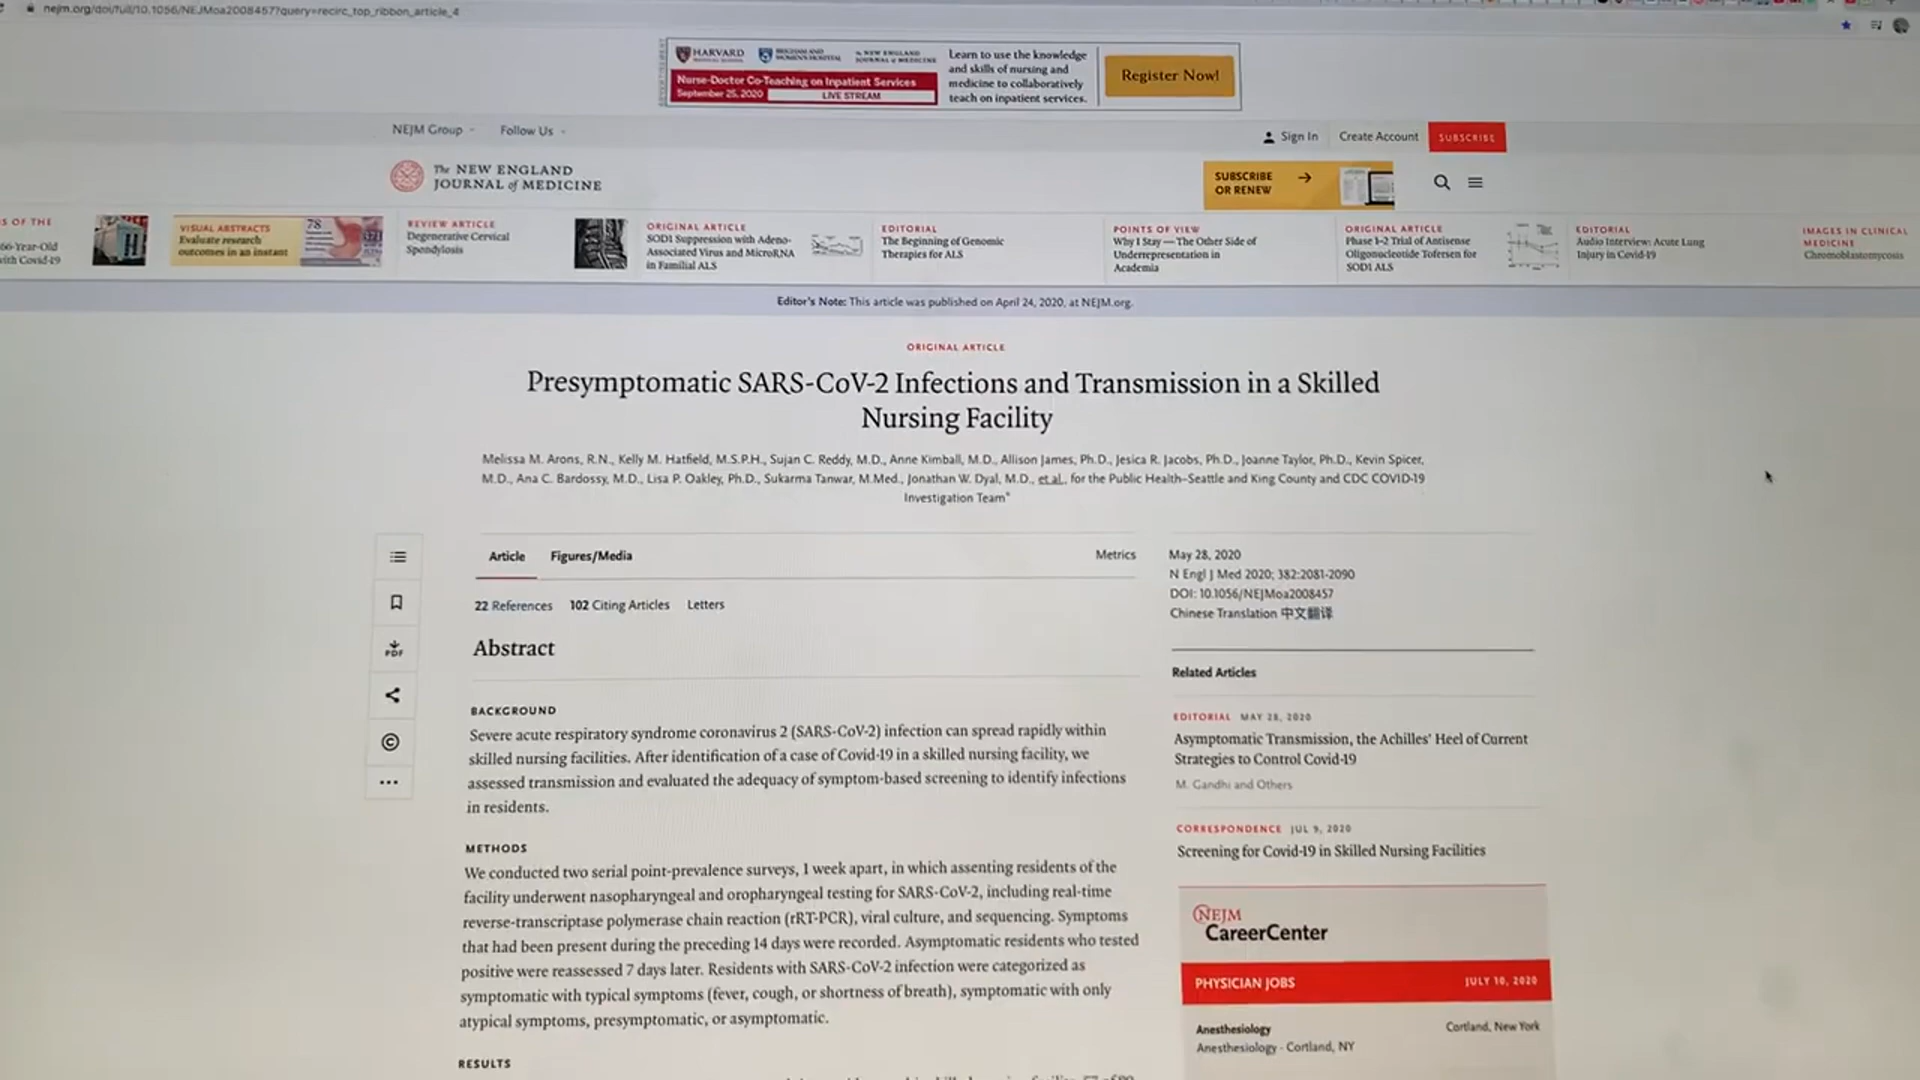 nejm.org/doi/full/10.1056/NEJMoa2008457?query=recirc_top_ribbon_article_4
HARVARD
Nurse-Doctor Co-Teaching on Inpatient Services
September 25, 2020 LIVE STREAM
Learn to use the knowledge
and skills of nursing and
medicine to collaboratively
teach on inpatient services.
Register Now!
NEJM Group
Follow Us
Sign In
Create Account
SUBSCRIBE
The NEW ENGLAND
JOURNAL of MEDICINE
SUBSCRIBE
OR RENEW
S OF THE
66-Year-Old
with Covid-19
VISUAL ABSTRACTS
Evaluate research
outcomes in an instant
78
REVIEW ARTICLE
Degenerative Cervical
Spondylosis
ORIGINAL ARTICLE
SOD1 Suppression with Adeno-
Associated Virus and MicroRNA
in Familial ALS
EDITORIAL
The Beginning of Genomic
Therapies for ALS
POINTS OF VIEW
Why I Stay — The Other Side of
Underrepresentation in
Academia
ORIGINAL ARTICLE
Phase 1–2 Trial of Antisense
Oligonucleotide Tofersen for
SOD1 ALS
EDITORIAL
Audio Interview: Acute Lung
Injury in Covid-19
IMAGES IN CLINICAL
MEDICINE
Chromoblastomycosis
Editor's Note: This article was published on April 24, 2020, at NEJM.org.
ORIGINAL ARTICLE
Presymptomatic SARS-CoV-2 Infections and Transmission in a Skilled
Nursing Facility
Melissa M. Arons, R.N., Kelly M. Hatfield, M.S.P.H., Sujan C. Reddy, M.D., Anne Kimball, M.D., Allison James, Ph.D., Jesica R. Jacobs, Ph.D., Joanne Taylor, Ph.D., Kevin Spicer,
M.D., Ana C. Bardossy, M.D., Lisa P. Oakley, Ph.D., Sukarma Tanwar, M.Med., Jonathan W. Dyal, M.D., et al., for the Public Health–Seattle and King County and CDC COVID-19
Investigation Team*
Article
Figures/Media
Metrics
22 References 102 Citing Articles Letters
PDF
Abstract
BACKGROUND
Severe acute respiratory syndrome coronavirus 2 (SARS-CoV-2) infection can spread rapidly within
skilled nursing facilities. After identification of a case of Covid-19 in a skilled nursing facility, we
assessed transmission and evaluated the adequacy of symptom-based screening to identify infections
in residents.
METHODS
We conducted two serial point-prevalence surveys, 1 week apart, in which assenting residents of the
facility underwent nasopharyngeal and oropharyngeal testing for SARS-CoV-2, including real-time
reverse-transcriptase polymerase chain reaction (rRT-PCR), viral culture, and sequencing. Symptoms
that had been present during the preceding 14 days were recorded. Asymptomatic residents who tested
positive were reassessed 7 days later. Residents with SARS-CoV-2 infection were categorized as
symptomatic with typical symptoms (fever, cough, or shortness of breath), symptomatic with only
atypical symptoms, presymptomatic, or asymptomatic.
RESULTS
May 28, 2020
N Engl J Med 2020; 382:2081-2090
DOI: 10.1056/NEJMoa2008457
Chinese Translation 中文翻译
Related Articles
EDITORIAL MAY 28, 2020
Asymptomatic Transmission, the Achilles' Heel of Current
Strategies to Control Covid-19
M. Gandhi and Others
CORRESPONDENCE JUL 9, 2020
Screening for Covid-19 in Skilled Nursing Facilities
NEJM
CareerCenter
PHYSICIAN JOBS
JULY 10, 2020
Anesthesiology
Cortland, New York
Anesthesiology - Cortland, NY